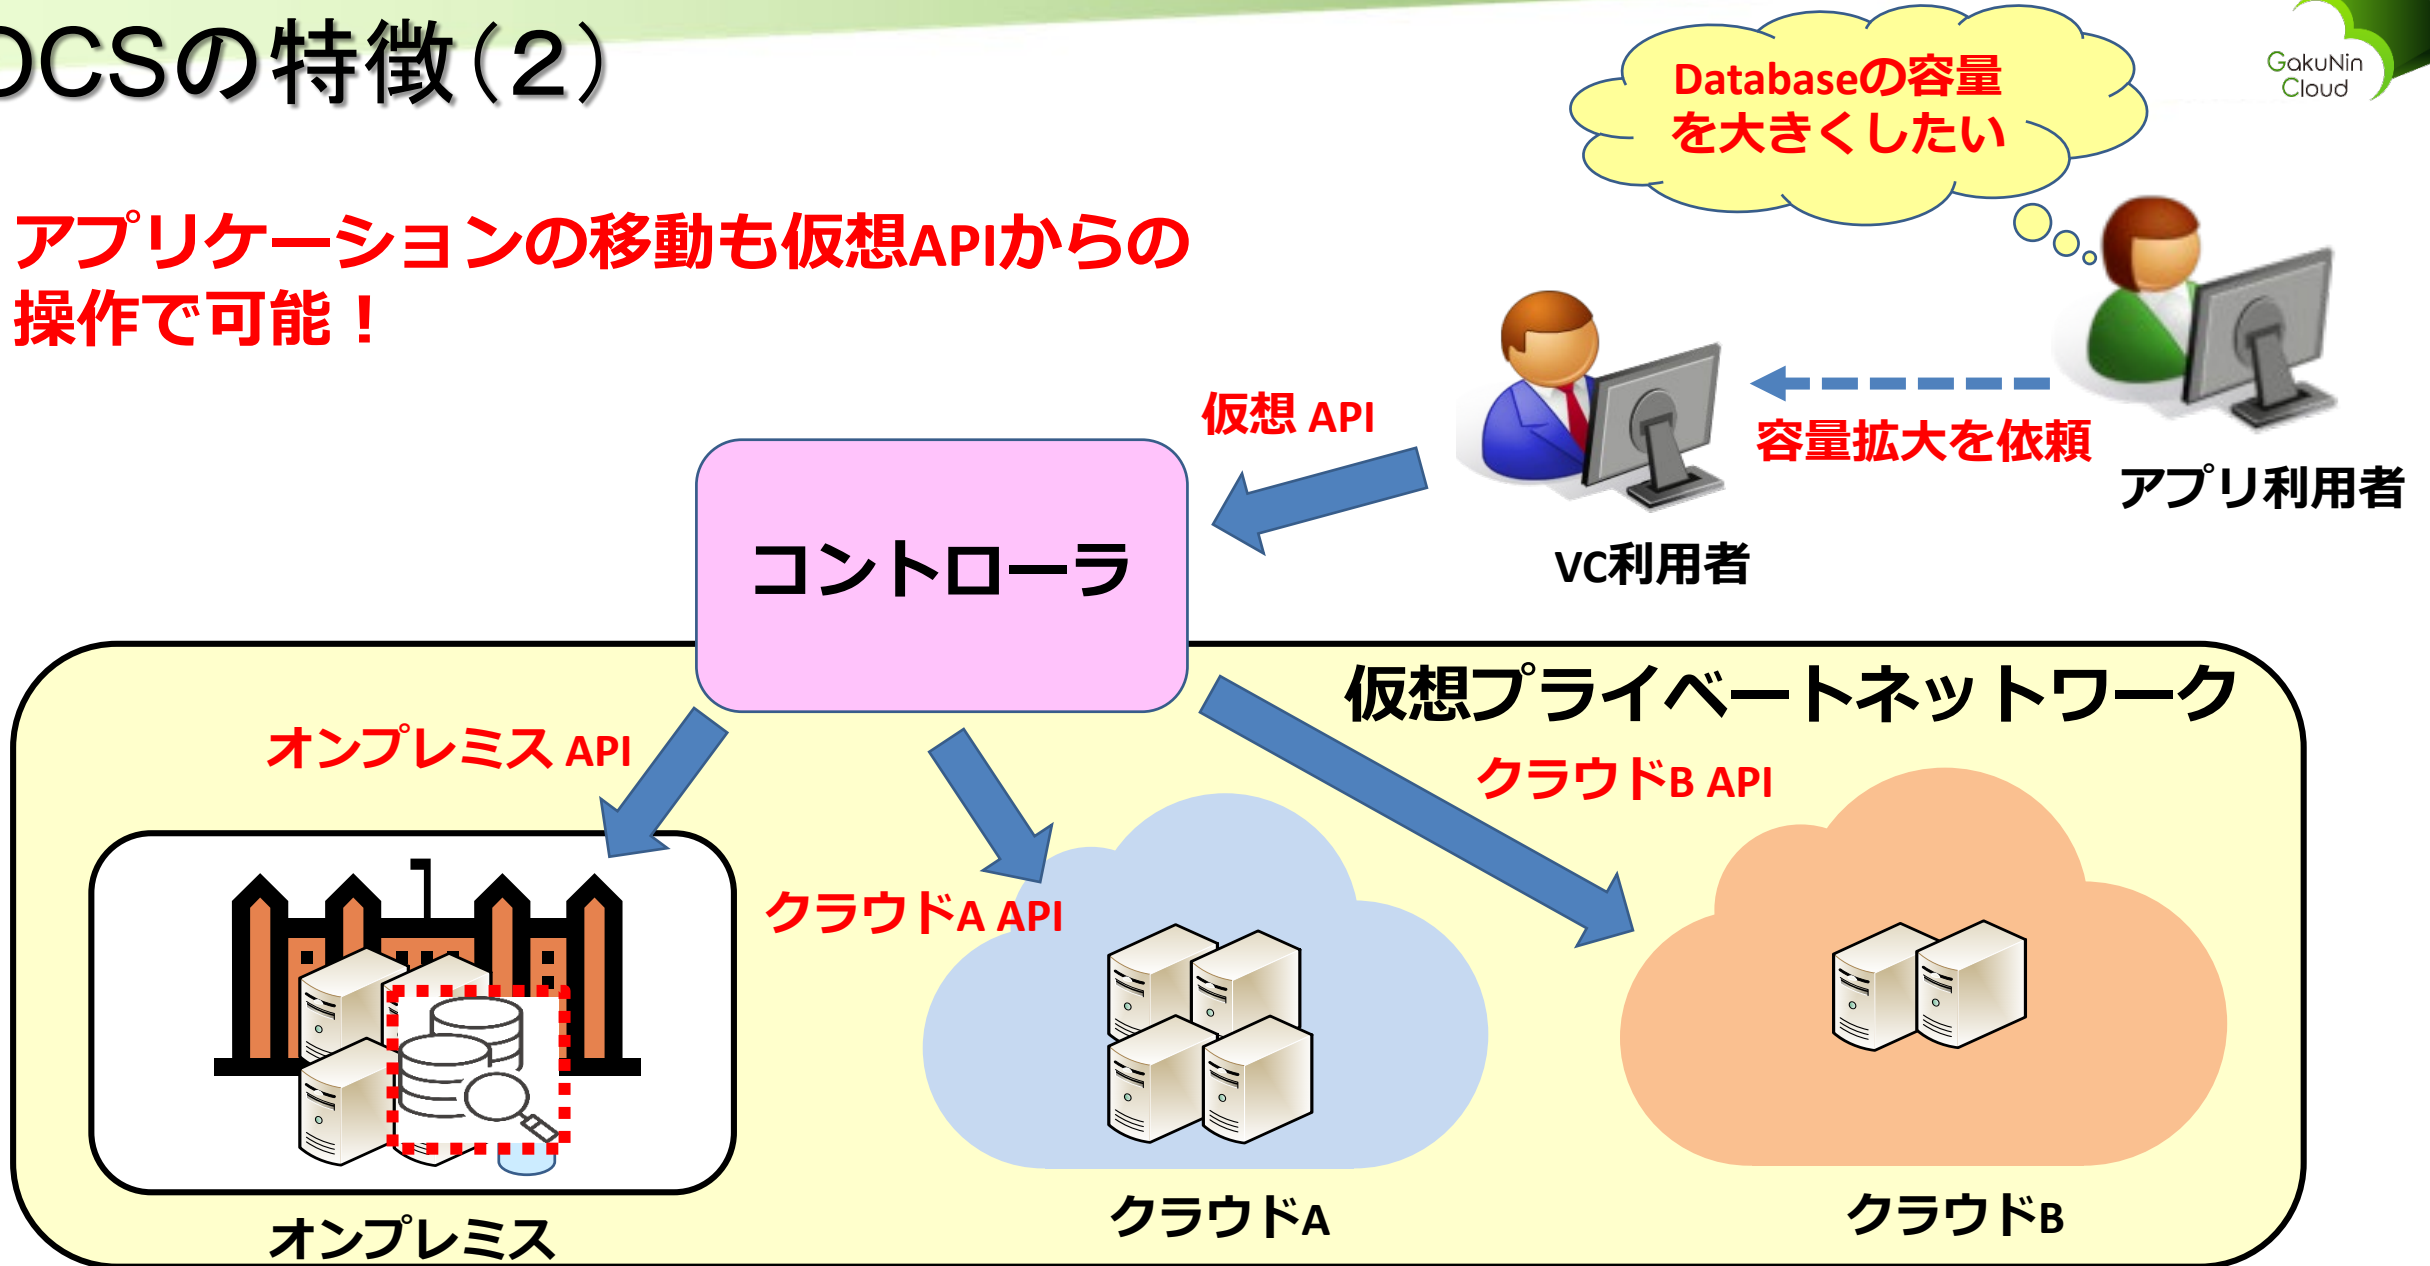 OCSの特徴（２）
GakuNin
Cloud
Databaseの容量
を大きくしたい
アプリケーションの移動も仮想APIからの
操作で可能！
仮想 API
容量拡大を依頼
アプリ利用者
VC利用者
コントローラ
仮想プライベートネットワーク
オンプレミス API
クラウドB API
クラウドA API
オンプレミス
クラウドA
クラウドB